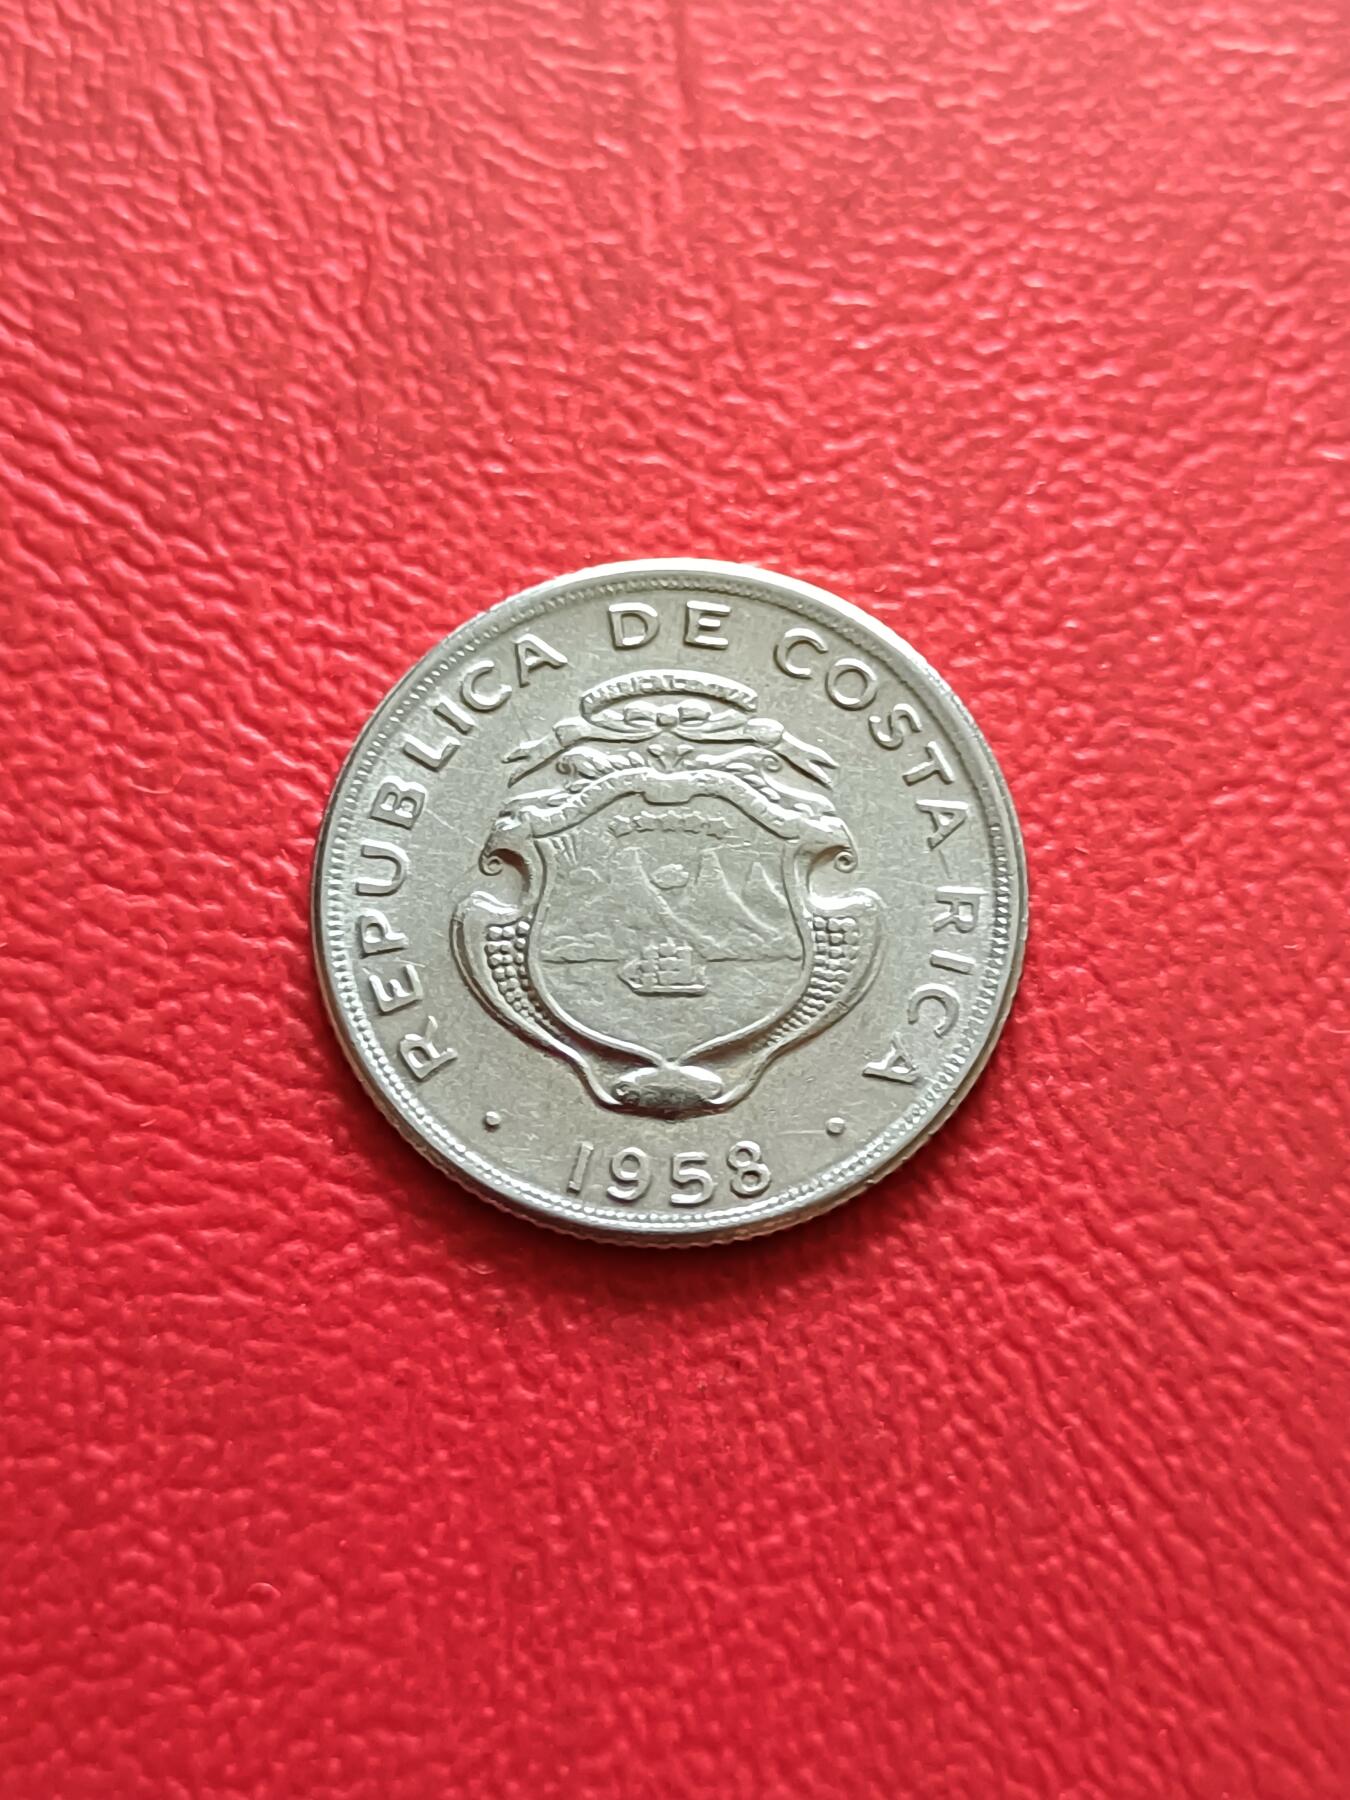 REPUBLICA DE COSTA RICA
1958